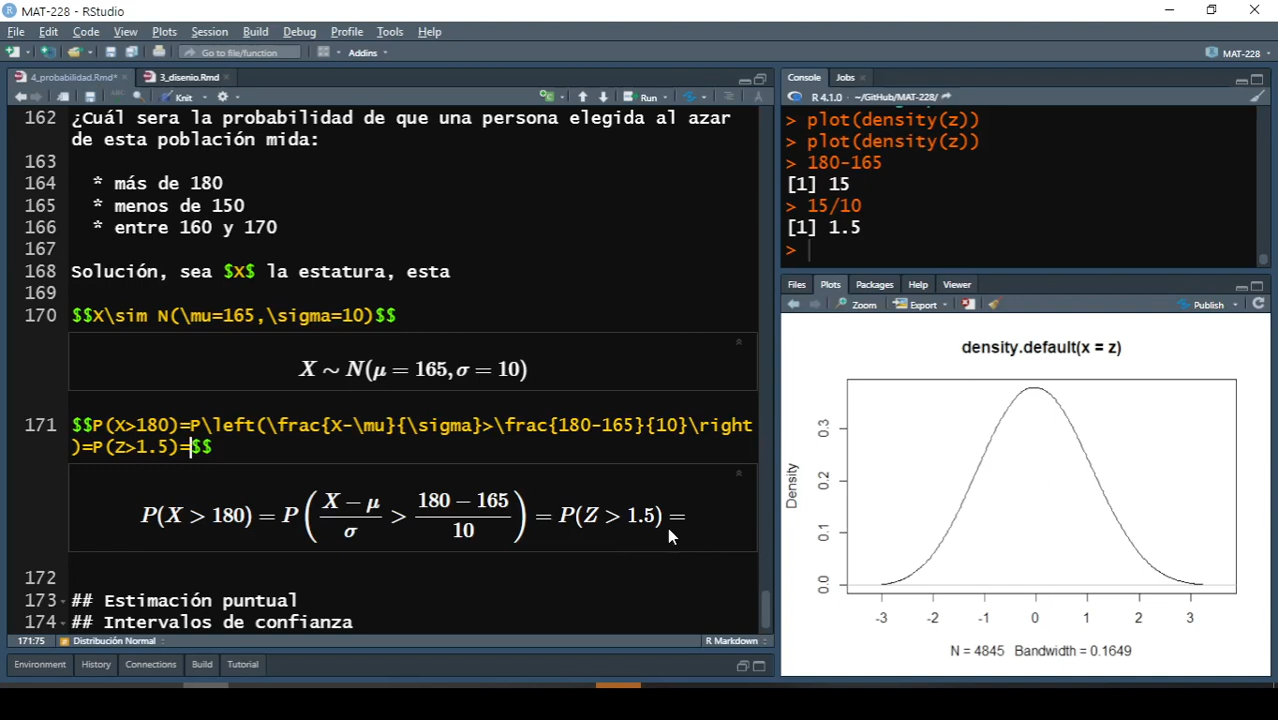 MAT-228 - RStudio
File Edit Code View Plots Session Build Debug Profile Tools Help
Go to file/function Addins MAT-228
4_probabilidad.Rmd* 3_disenio.Rmd
Knit Run
162 ¿Cuál sera la probabilidad de que una persona elegida al azar
de esta población mida:
163
164 * más de 180
165 * menos de 150
166 * entre 160 y 170
167
168 Solución, sea $X$ la estatura, esta
169
170 $$X\sim N(\mu=165,\sigma=10)$$
X ∼ N(μ = 165, σ = 10)
171 $$P(X>180)=P\left(\frac{X-\mu}{\sigma}>\frac{180-165}{10}\right
)=P(Z>1.5)=$$
P(X > 180) = P(X − μ / σ > 180 − 165 / 10) = P(Z > 1.5) =
172
173 ## Estimación puntual
174 ## Intervalos de confianza
171:75 Distribución Normal R Markdown
Environment History Connections Build Tutorial
Console Jobs
R 4.1.0 · ~/GitHub/MAT-228/
> plot(density(z))
> plot(density(z))
> 180-165
[1] 15
> 15/10
[1] 1.5
>
Files Plots Packages Help Viewer
Zoom Export Publish
density.default(x = z)
Density
0.3
0.2
0.1
0.0
-3 -2 -1 0 1 2 3
N = 4845 Bandwidth = 0.1649